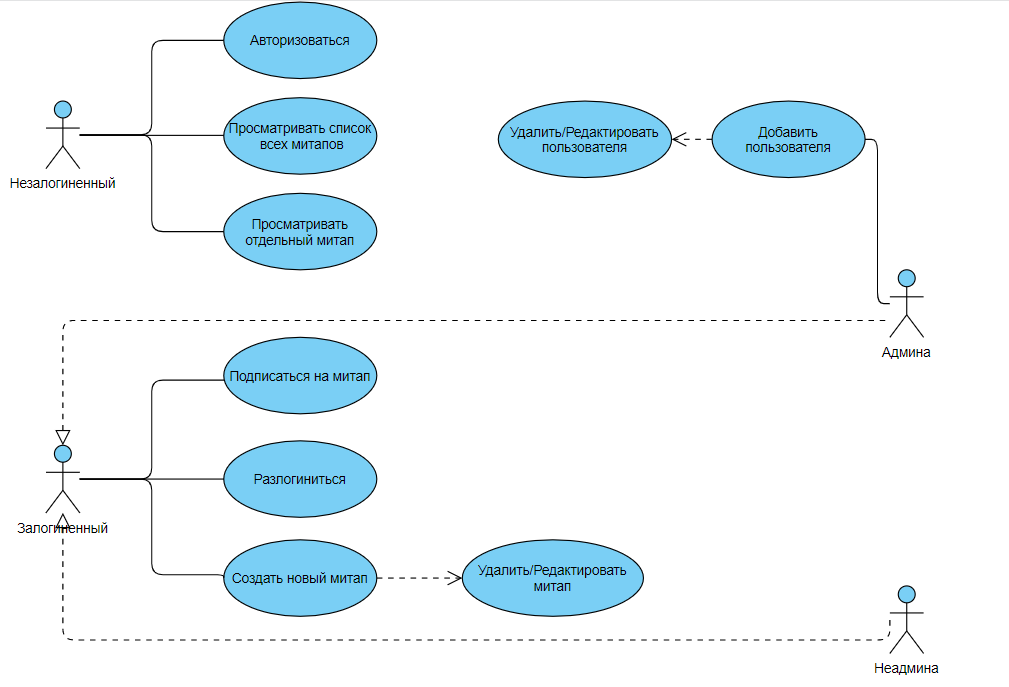 Авторизоваться
Просматривать список
всех митапов
Незалогиненный
Просматривать
отдельный митап
Удалить/Редактировать
пользователя
Добавить
пользователя
Админа
Подписаться на митап
Разлогиниться
Залогиненный
Создать новый митап
Удалить/Редактировать
митап
Неадмина